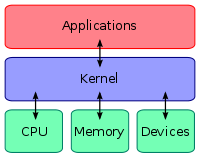 Applications
Kernel
CPU Memory Devices